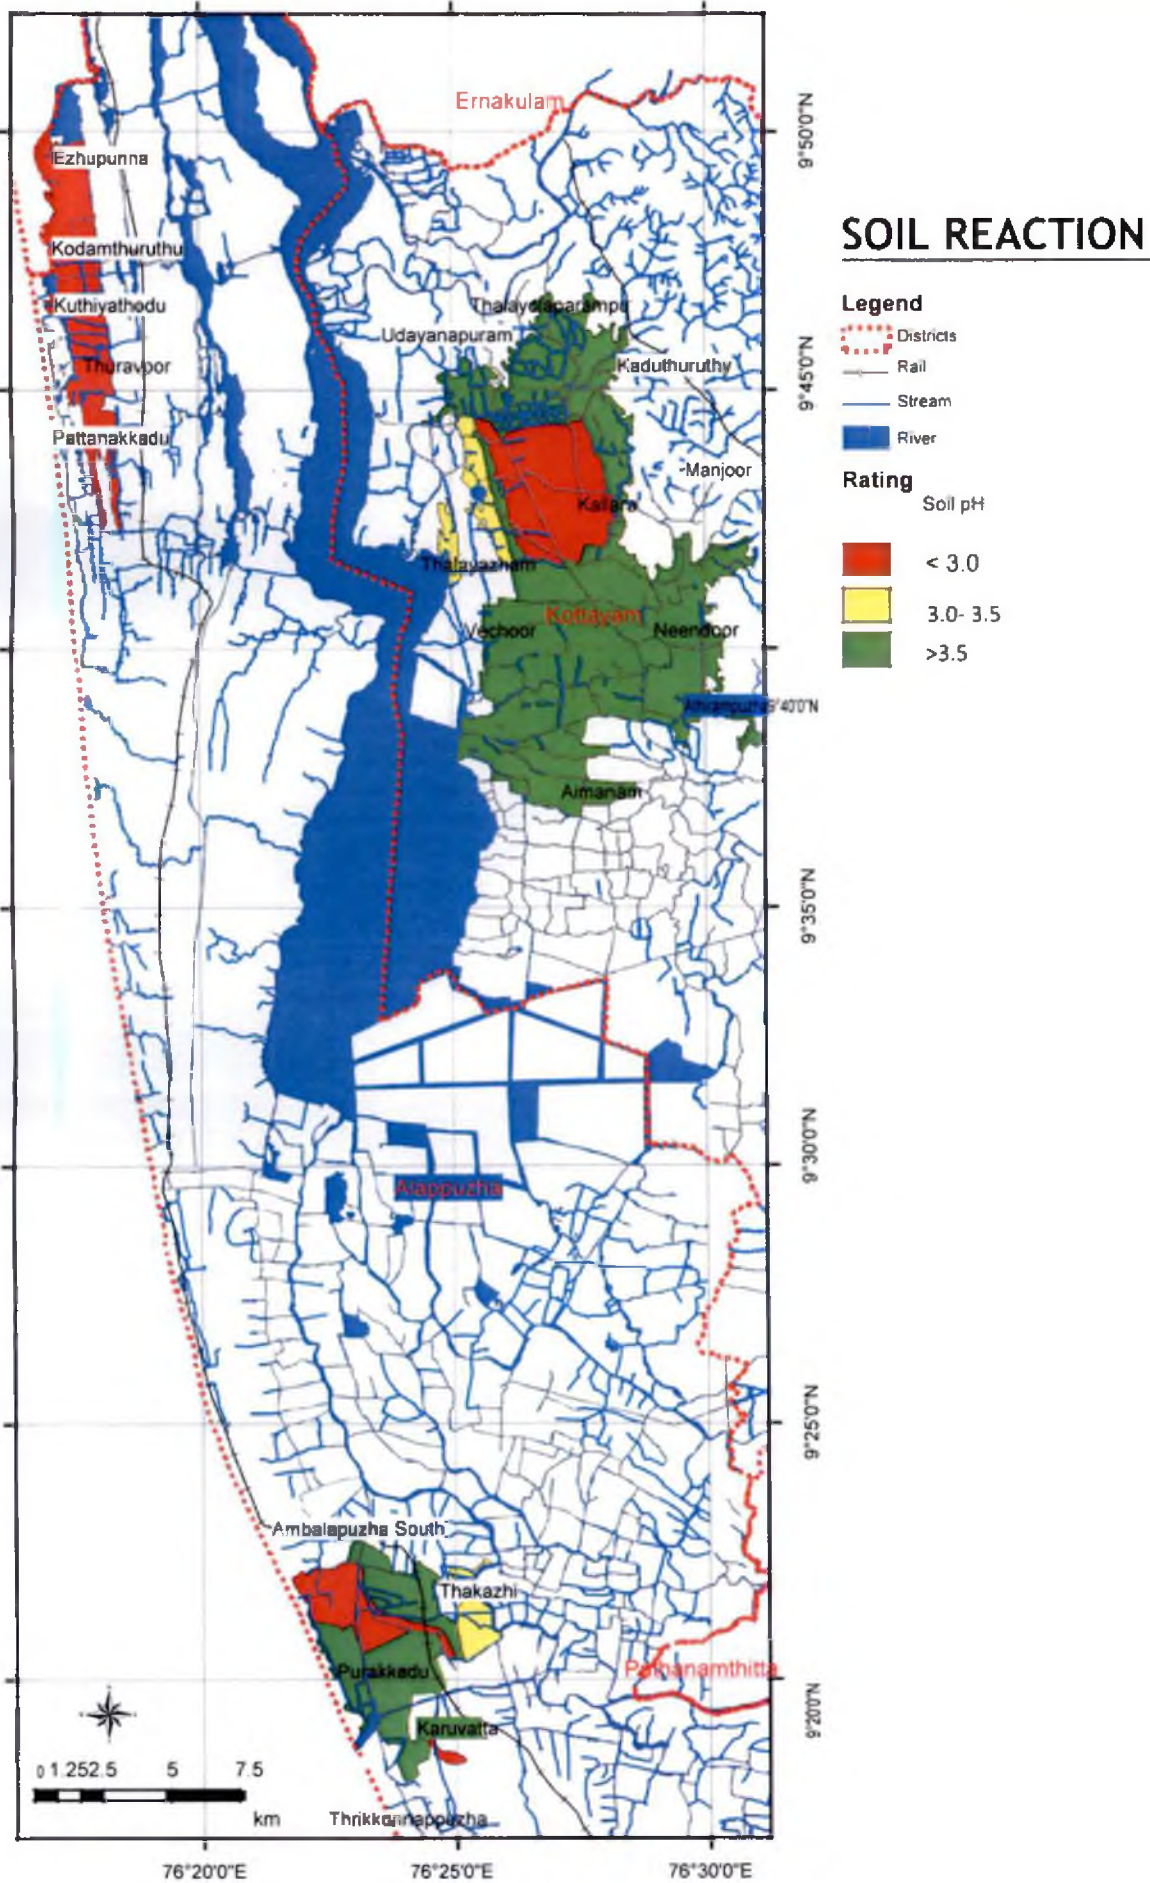 Ernakulam
9°50'0"N
Ezhupunna
SOIL REACTION
Kodamthuruthu
Legend
Kuthiyathodu
Thalayolaparampu
Udayanapuram
Districts
Thuravoor
Kaduthuruthy
Rail
9°45'0"N
Stream
Pattanakkadu
River
Manjoor
Rating
Kallara
Soil pH
Thalayazham
< 3.0
Kottayam
3.0- 3.5
Vechoor
Neendoor
>3.5
Athirampuzha
9°40'0"N
Aimanam
9°35'0"N
9°30'0"N
Alappuzha
9°25'0"N
Ambalapuzha South
Thakazhi
Purakkadu
Pathanamthitta
9°20'0"N
Karuvatta
0 1.252.5 5 7.5
km
Thrikkunnappuzha
76°20'0"E 76°25'0"E 76°30'0"E